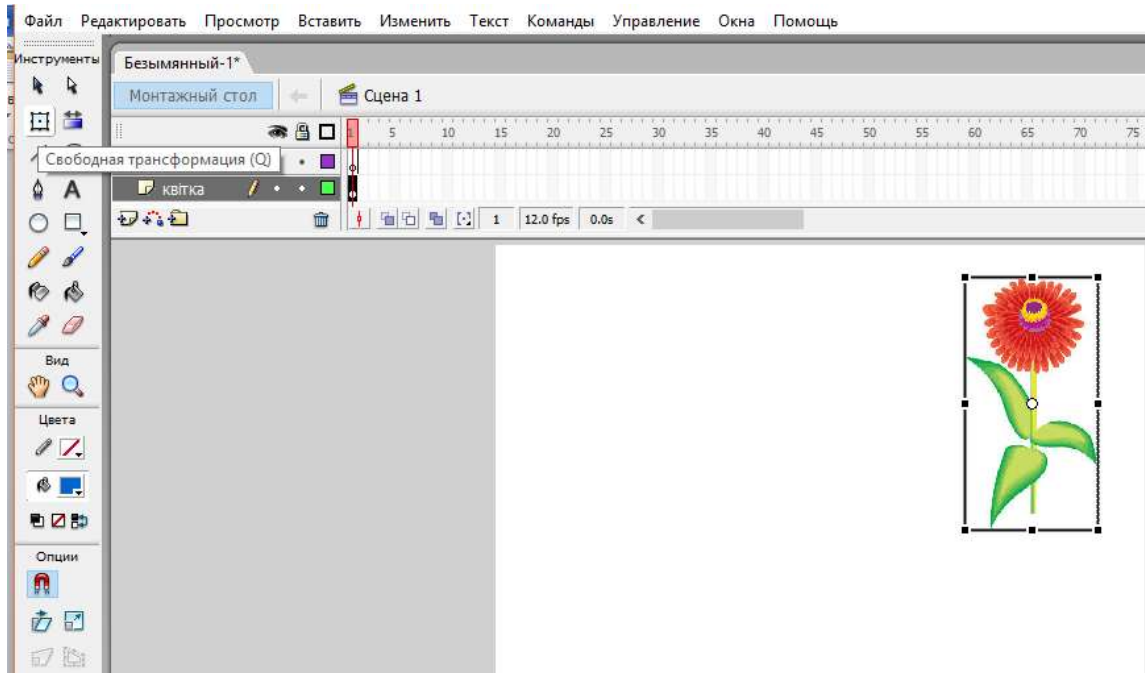 Файл Редактировать Просмотр Вставить Изменить Текст Команды Управление Окна Помощь
Инструменты
Безымянный-1*
Монтажный стол Сцена 1
1 5 10 15 20 25 30 35 40 45 50 55 60 65 70 75
Свободная трансформация (Q)
A
квітка
1 12.0 fps 0.0s
Вид
Цвета
Опции